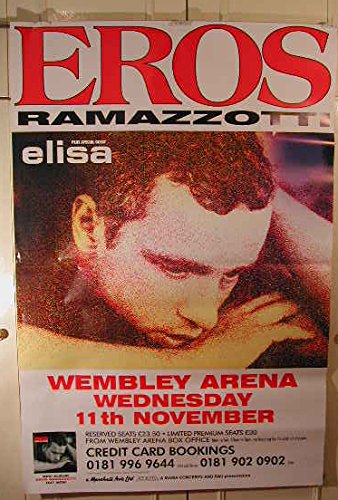 EROS
RAMAZZOTTI
PLUS SPECIAL GUEST
elisa
WEMBLEY ARENA
WEDNESDAY
11th NOVEMBER
RESERVED SEATS £23.50 • LIMITED PREMIUM SEATS £30
FROM WEMBLEY ARENA BOX OFFICE
CREDIT CARD BOOKINGS
0181 996 9644 0181 902 0902